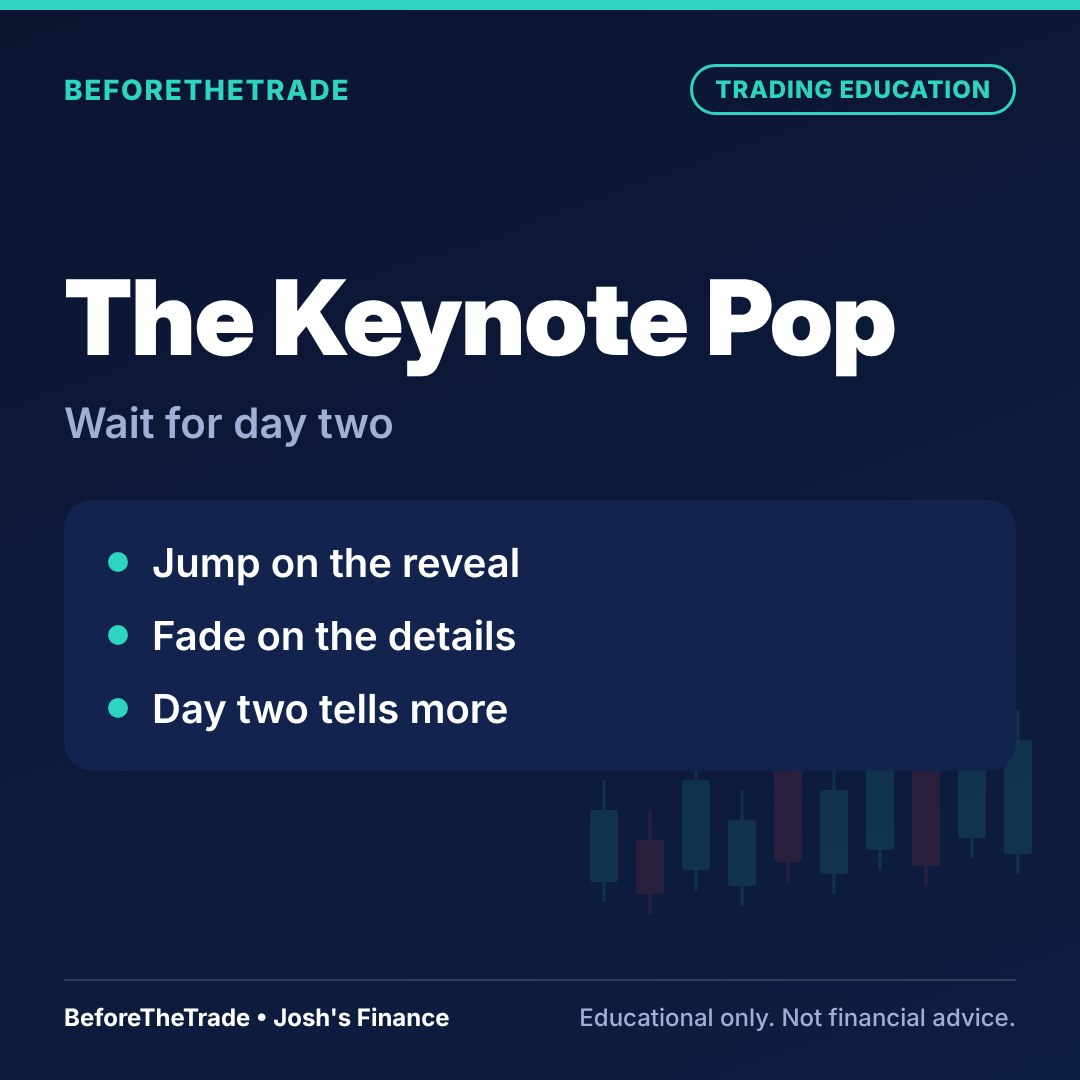 BEFORETHETRADE
TRADING EDUCATION
The Keynote Pop
Wait for day two
Jump on the reveal
Fade on the details
Day two tells more
BeforeTheTrade • Josh's Finance
Educational only. Not financial advice.